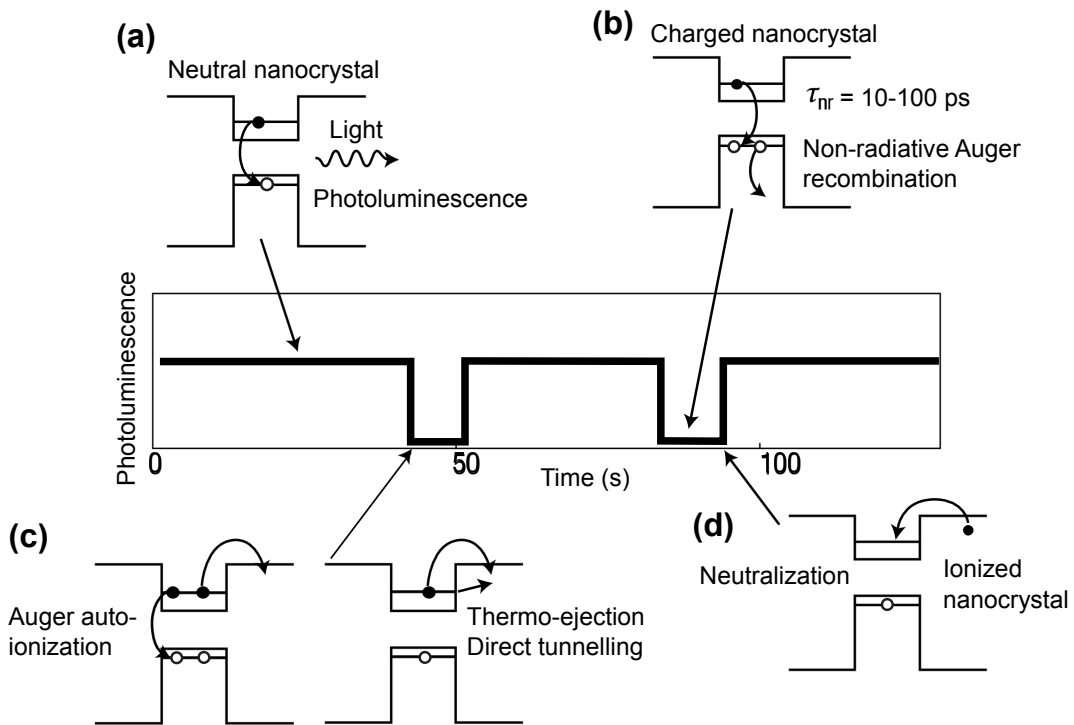 (a)
Neutral nanocrystal
Light
Photoluminescence
(b)
Charged nanocrystal
τnr = 10-100 ps
Non-radiative Auger
recombination
Photoluminescence
0
50
100
Time (s)
(c)
Auger auto-
ionization
Thermo-ejection
Direct tunnelling
(d)
Neutralization
Ionized
nanocrystal